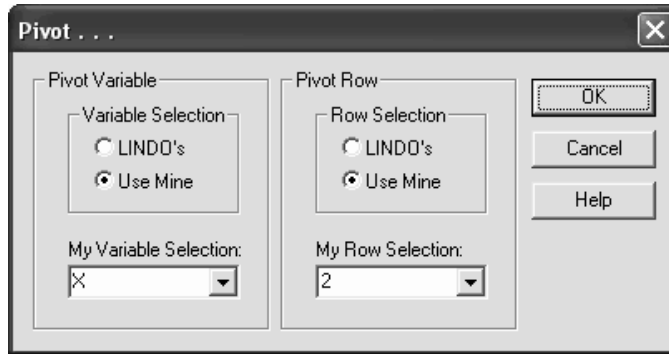 Pivot . . .
Pivot Variable
Variable Selection
LINDO's
Use Mine
My Variable Selection:
X
Pivot Row
Row Selection
LINDO's
Use Mine
My Row Selection:
2
OK
Cancel
Help